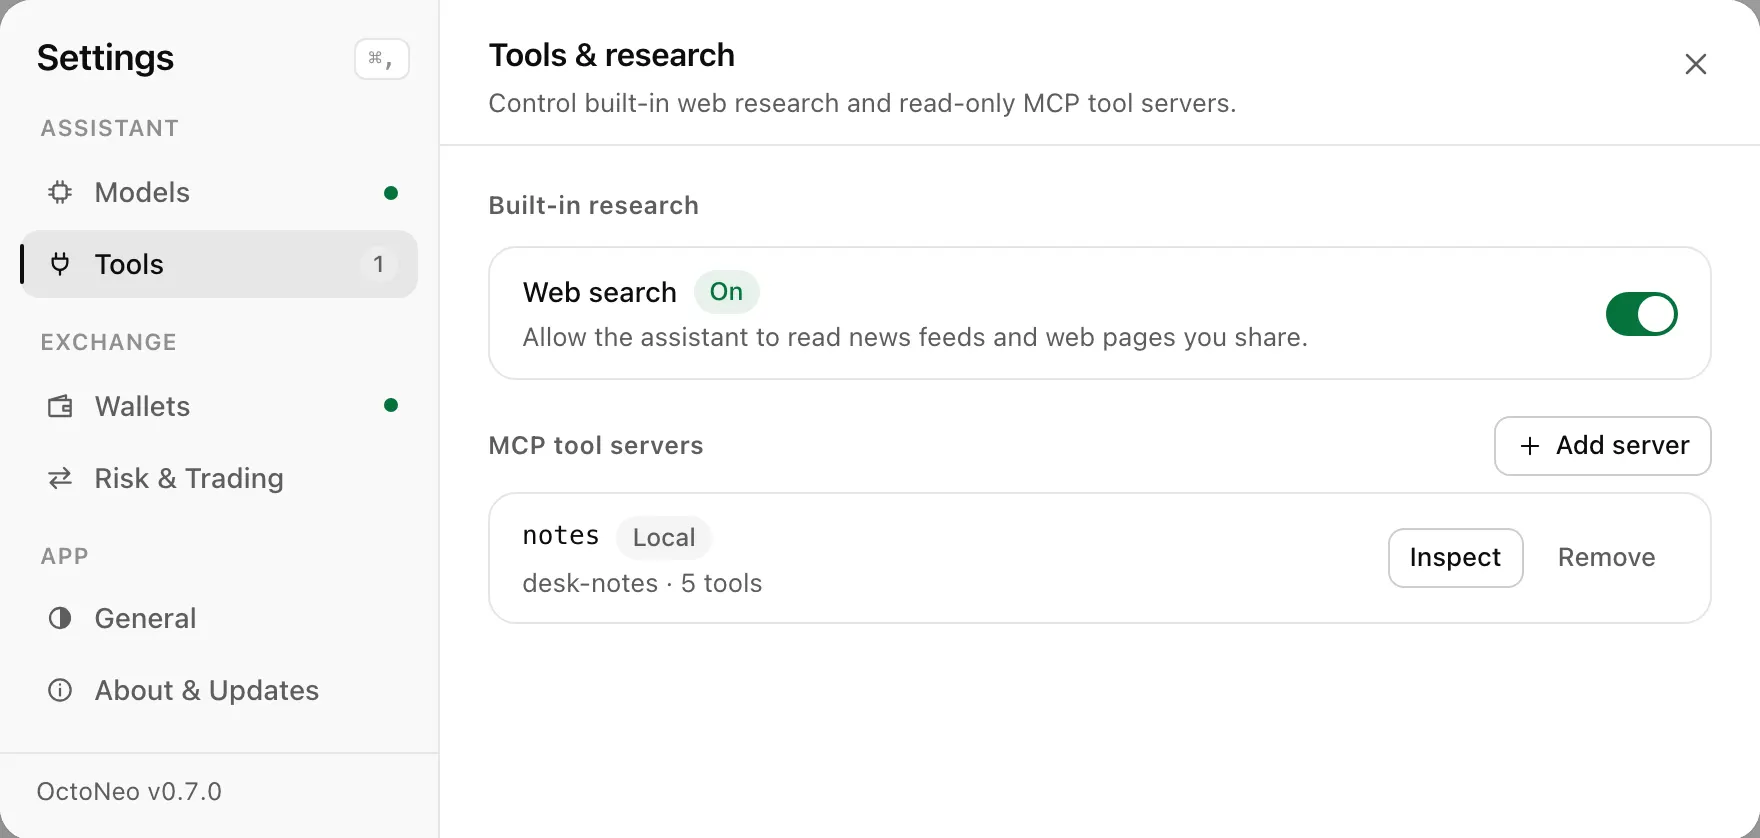 Settings
⌘,
ASSISTANT
Models
Tools
1
EXCHANGE
Wallets
Risk & Trading
APP
General
About & Updates
OctoNeo v0.7.0
Tools & research
Control built-in web research and read-only MCP tool servers.
Built-in research
Web search On
Allow the assistant to read news feeds and web pages you share.
MCP tool servers
+ Add server
notes Local
desk-notes · 5 tools
Inspect
Remove